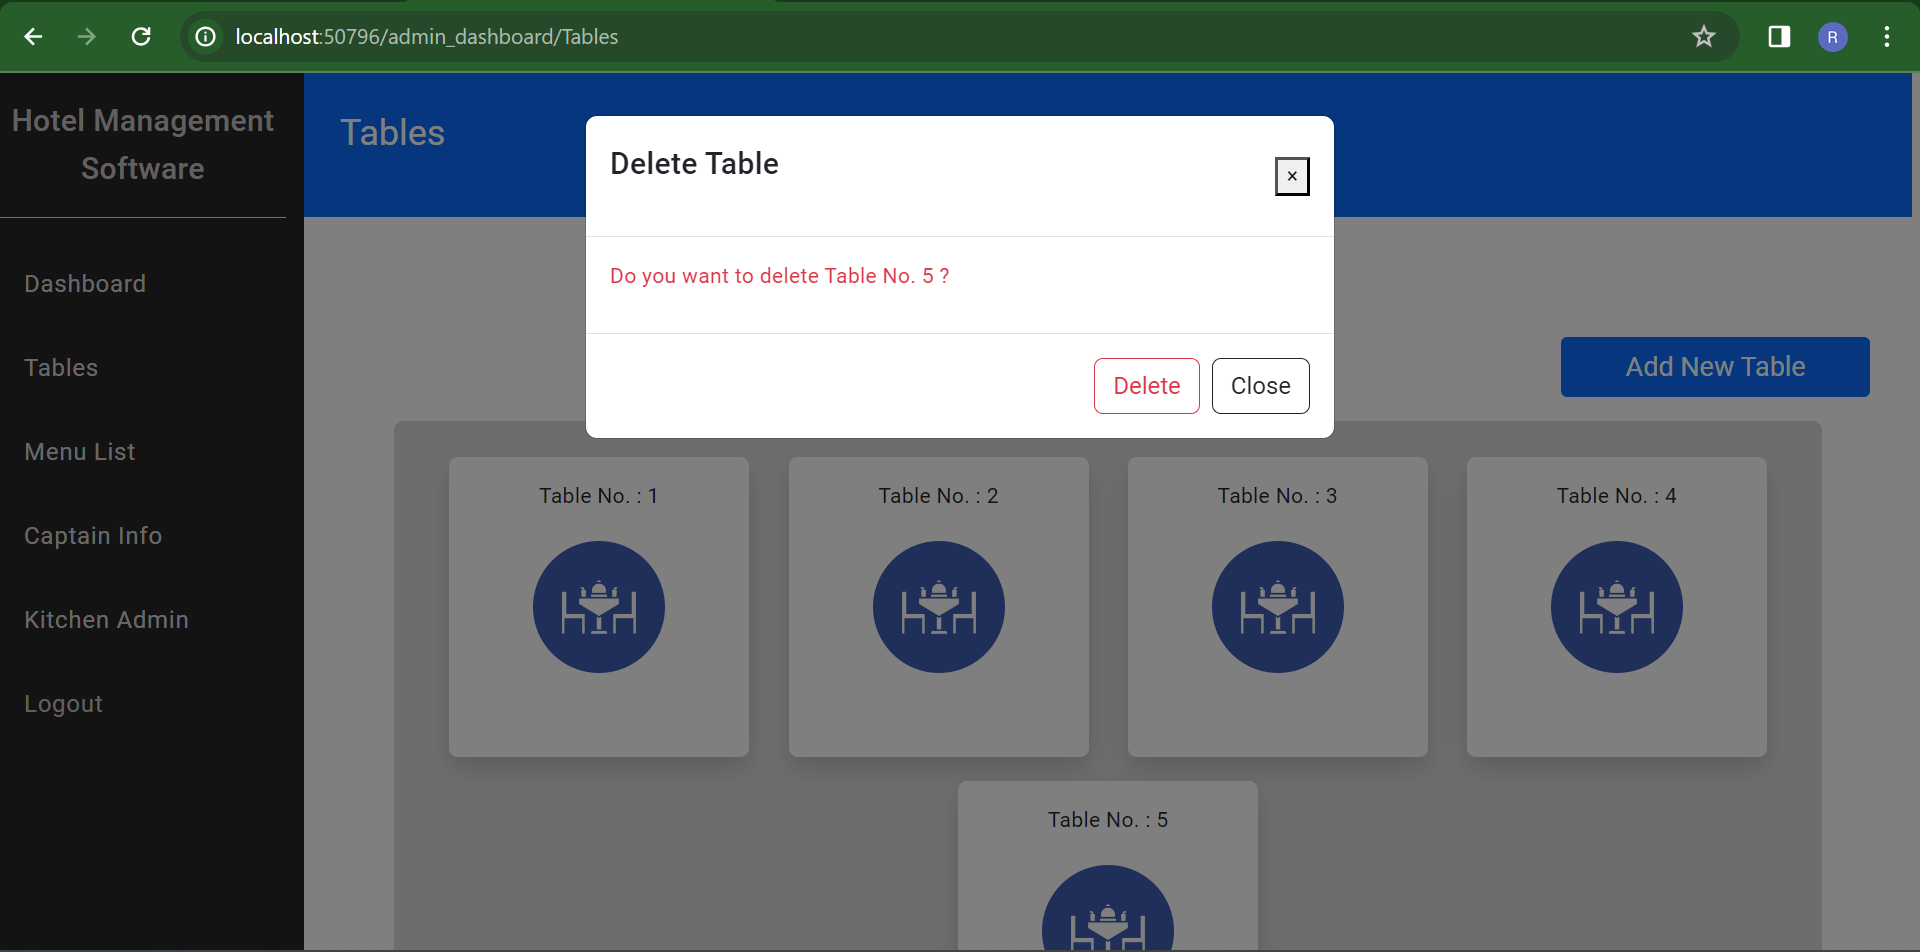 localhost:50796/admin_dashboard/Tables
R
Hotel Management
Software
Dashboard
Tables
Menu List
Captain Info
Kitchen Admin
Logout
Tables
Delete Table
×
Do you want to delete Table No. 5 ?
Delete
Close
Add New Table
Table No. : 1
Table No. : 2
Table No. : 3
Table No. : 4
Table No. : 5